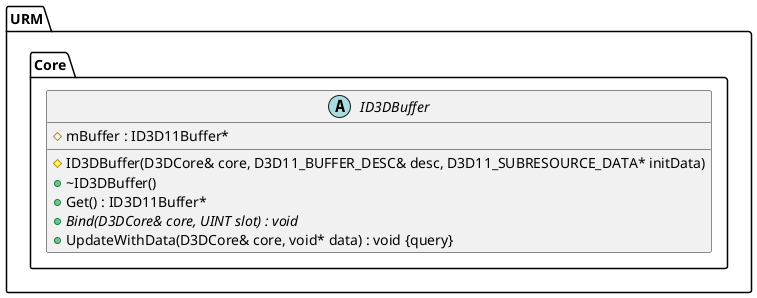 URM
Core
A ID3DBuffer
mBuffer : ID3D11Buffer*
ID3DBuffer(D3DCore& core, D3D11_BUFFER_DESC& desc, D3D11_SUBRESOURCE_DATA* initData)
~ID3DBuffer()
Get() : ID3D11Buffer*
Bind(D3DCore& core, UINT slot) : void
UpdateWithData(D3DCore& core, void* data) : void {query}